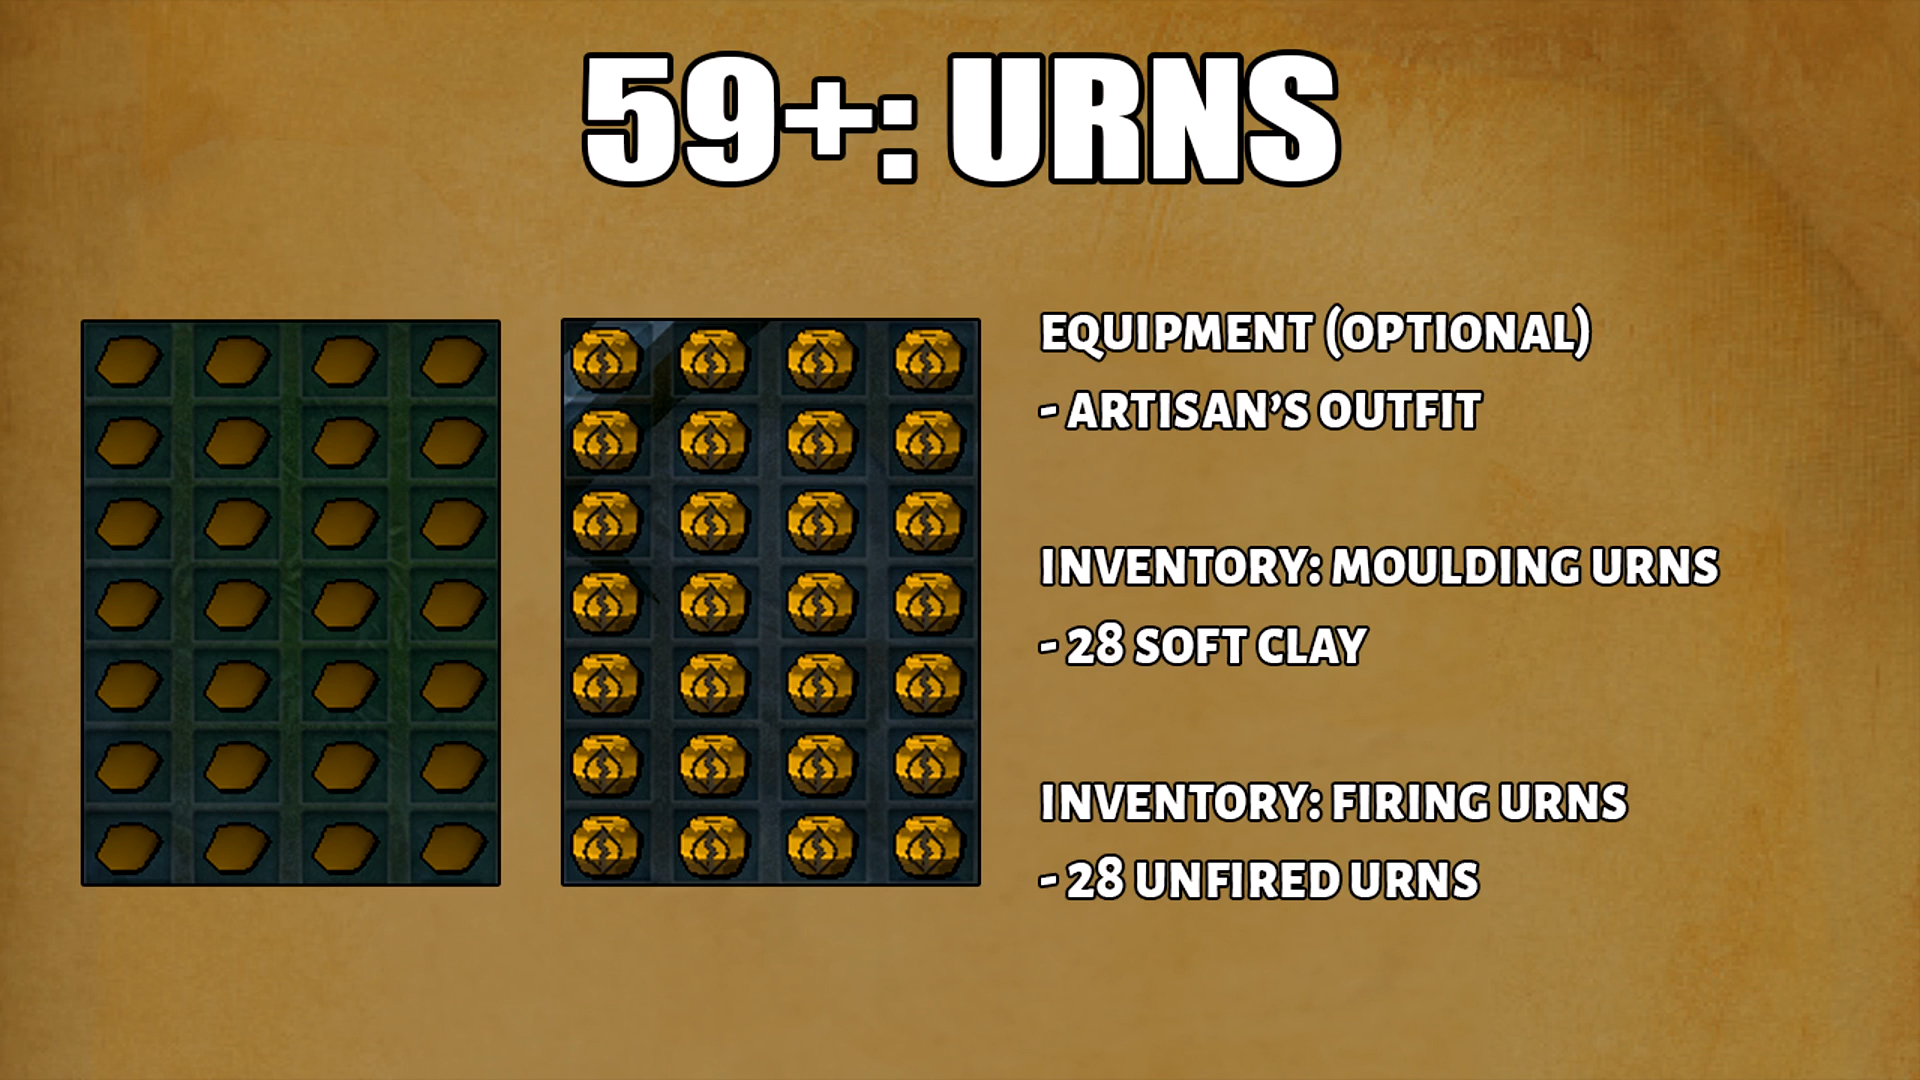 59+: URNS
EQUIPMENT (OPTIONAL)
- ARTISAN'S OUTFIT
INVENTORY: MOULDING URNS
- 28 SOFT CLAY
INVENTORY: FIRING URNS
- 28 UNFIRED URNS